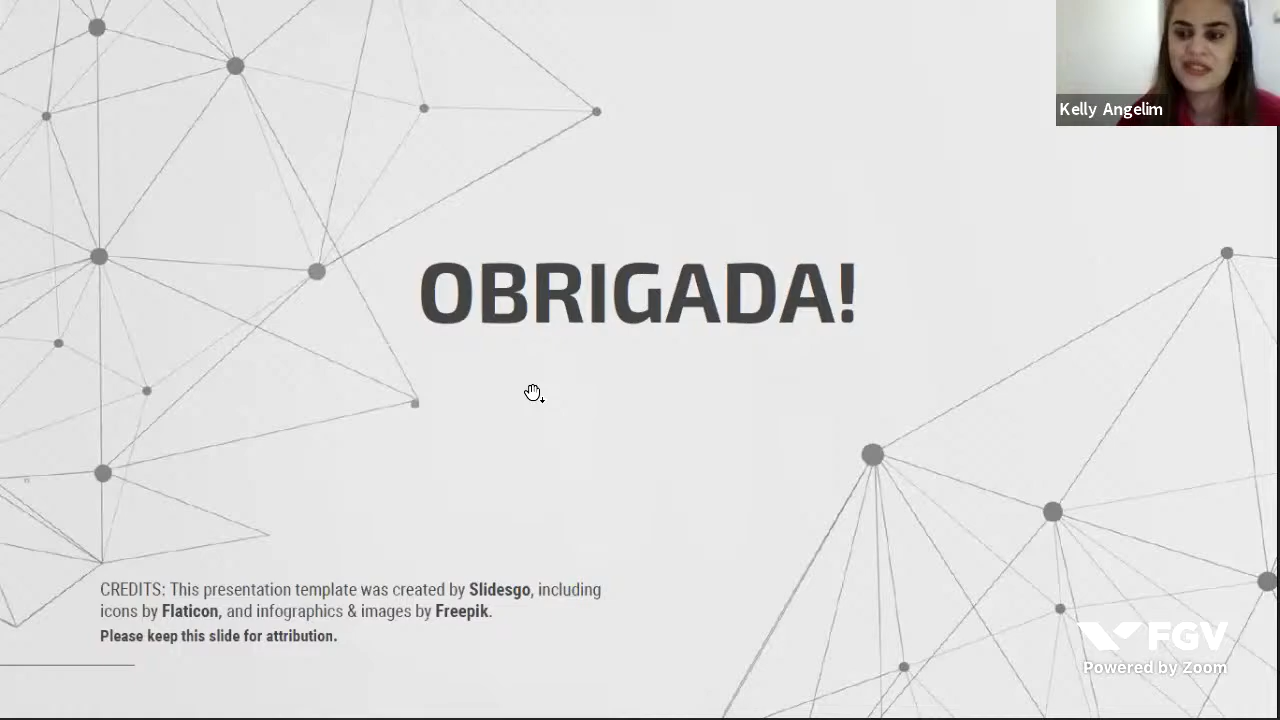 Kelly Angelim
OBRIGADA!
CREDITS: This presentation template was created by Slidesgo, including
icons by Flaticon, and infographics & images by Freepik.
Please keep this slide for attribution.
FGV
Powered by Zoom